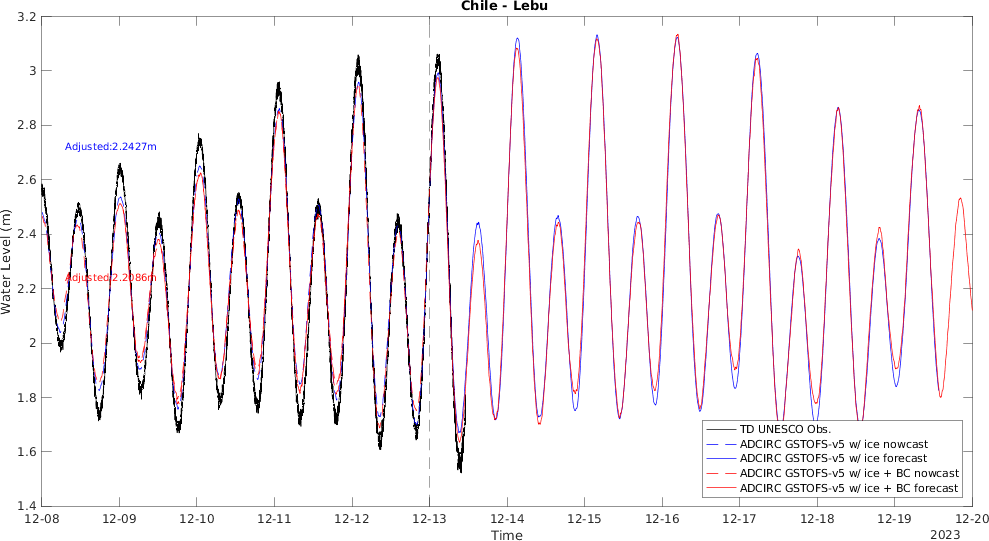 Chile - Lebu
3.2
3
2.8
2.6
2.4
2.2
2
1.8
1.6
1.4
Water Level (m)
Adjusted:2.2427m
Adjusted:2.2086m
TD UNESCO Obs.
ADCIRC GSTOFS-v5 w/ ice nowcast
ADCIRC GSTOFS-v5 w/ ice forecast
ADCIRC GSTOFS-v5 w/ ice + BC nowcast
ADCIRC GSTOFS-v5 w/ ice + BC forecast
12-08 12-09 12-10 12-11 12-12 12-13 12-14 12-15 12-16 12-17 12-18 12-19 12-20
Time
2023